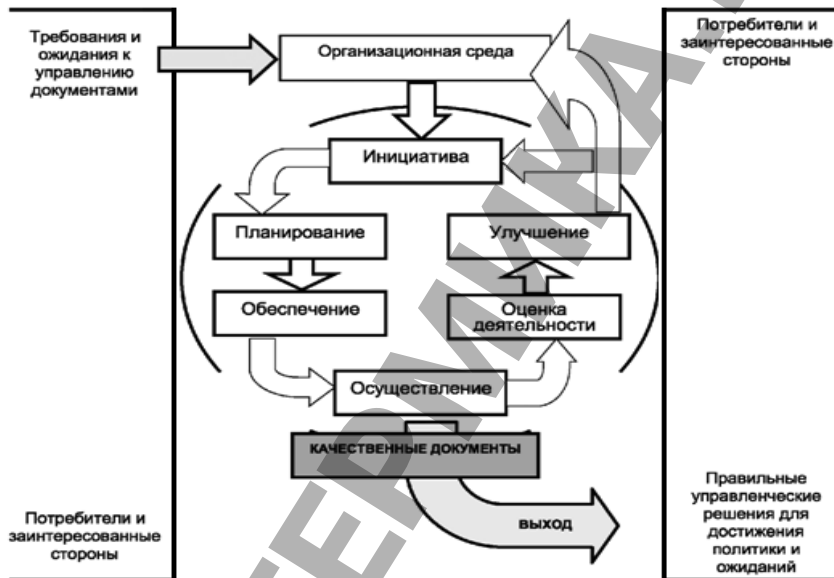 Требования и
ожидания к
управлению
документами
Организационная среда
Потребители и
заинтересованные
стороны
Инициатива
Планирование
Улучшение
Обеспечение
Оценка
деятельности
Осуществление
КАЧЕСТВЕННЫЕ ДОКУМЕНТЫ
Потребители и
заинтересованные
стороны
ВЫХОД
Правильные
управленческие
решения для
достижения
политики и
ожиданий
ТЕРМИКА